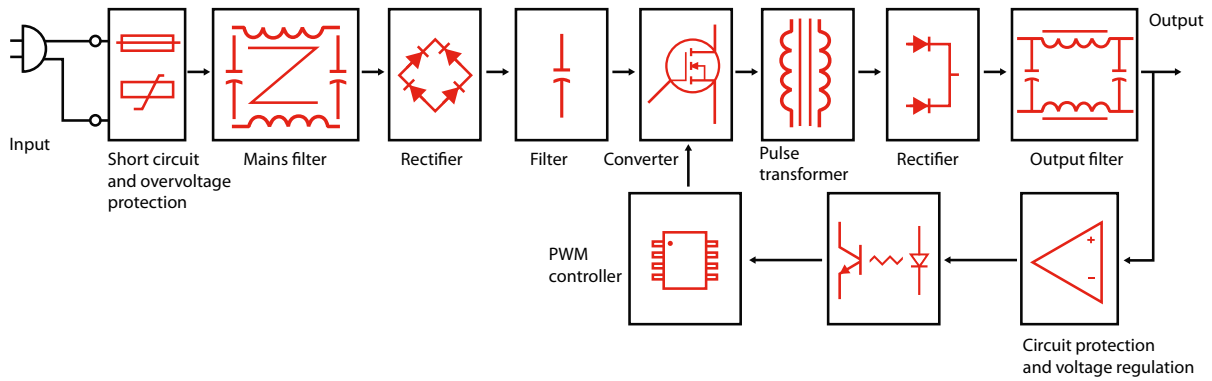 Output
Input
Short circuit
and overvoltage
protection
Mains filter
Rectifier
Filter
Converter
Pulse
transformer
Rectifier
Output filter
PWM
controller
+
−
Circuit protection
and voltage regulation